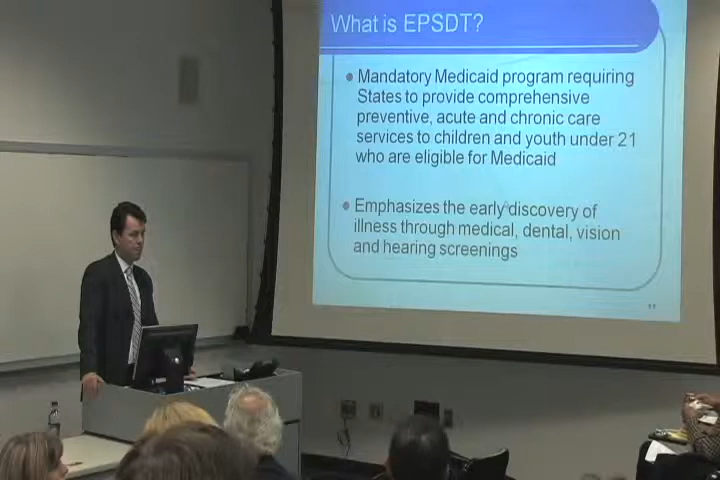 What is EPSDT?
Mandatory Medicaid program requiring
States to provide comprehensive
preventive, acute and chronic care
services to children and youth under 21
who are eligible for Medicaid
Emphasizes the early discovery of
illness through medical, dental, vision
and hearing screenings